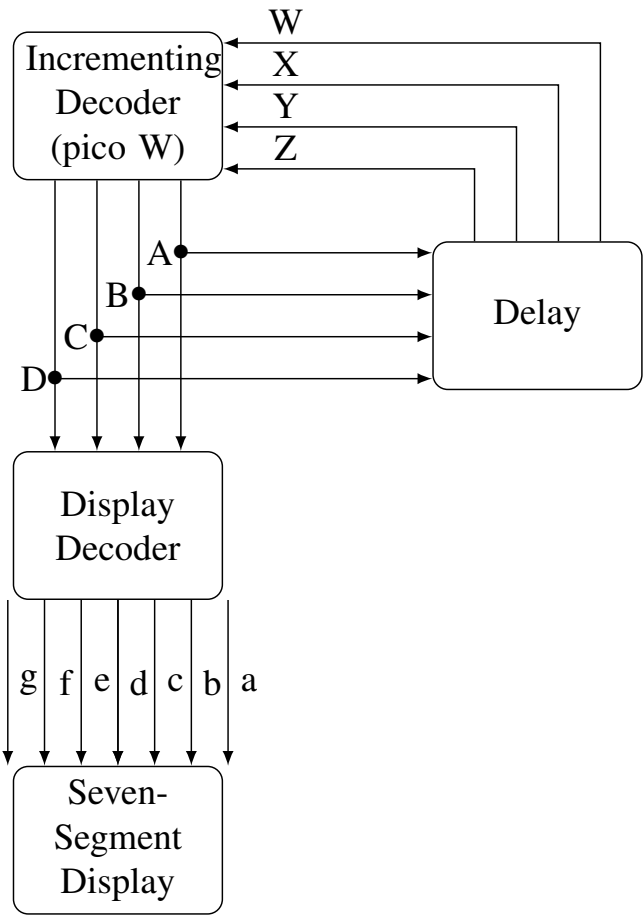 W
Incrementing
Decoder
(pico W)
X
Y
Z
A
B
C
D
Delay
Display
Decoder
g f e d c b a
Seven-
Segment
Display